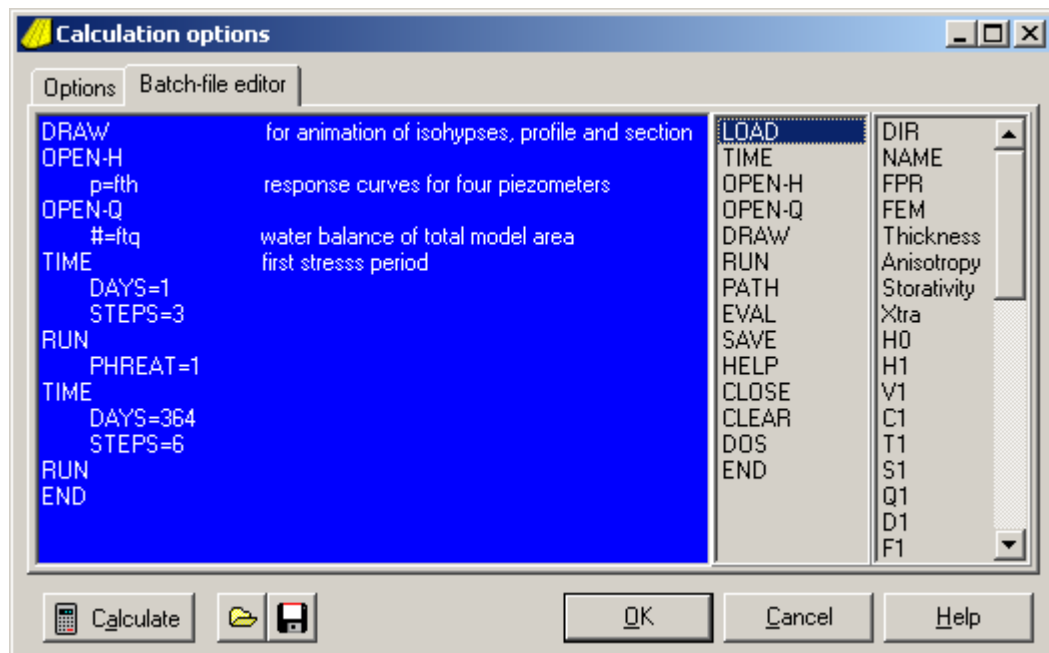 Calculation options
Options Batch-file editor
DRAW for animation of isohypses, profile and section
OPEN-H
p=fth response curves for four piezometers
OPEN-Q
#=ftq water balance of total model area
TIME first stresss period
DAYS=1
STEPS=3
RUN
PHREAT=1
TIME
DAYS=364
STEPS=6
RUN
END
LOAD
TIME
OPEN-H
OPEN-Q
DRAW
RUN
PATH
EVAL
SAVE
HELP
CLOSE
CLEAR
DOS
END
DIR
NAME
FPR
FEM
Thickness
Anisotropy
Storativity
Xtra
H0
H1
V1
C1
T1
S1
Q1
D1
F1
Calculate OK Cancel Help